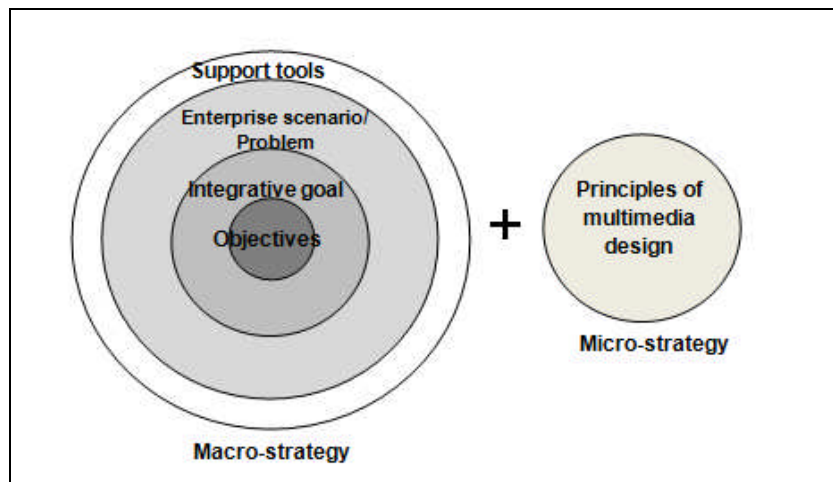 Support tools
Enterprise scenario/
Problem
Integrative goal
Objectives
Macro-strategy
+
Principles of
multimedia
design
Micro-strategy